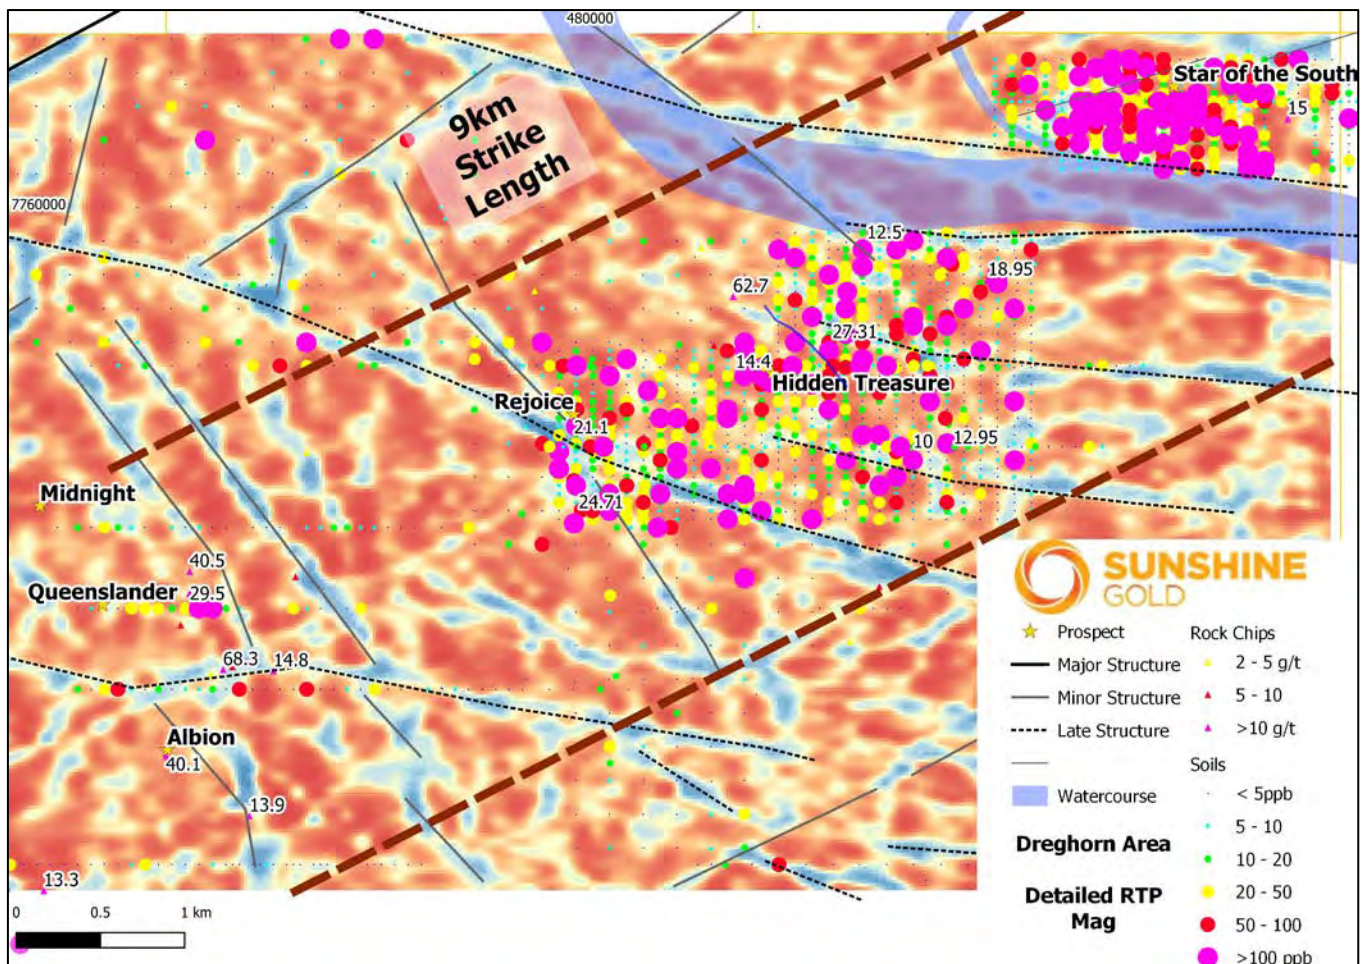 480000
Star of the South
15
9km
Strike
Length
7760000
12.5
18.95
62.7
27.31
14.4
Hidden Treasure
Rejoice
21.1
10
12.95
24.71
Midnight
40.5
Queenslander
29.5
68.3
14.8
Albion
40.1
13.9
13.3
0 0.5 1 km
SUNSHINE
GOLD
Prospect
Major Structure
Minor Structure
Late Structure
Watercourse
Dreghorn Area
Detailed RTP
Mag
Rock Chips
2 - 5 g/t
5 - 10
>10 g/t
Soils
< 5ppb
5 - 10
10 - 20
20 - 50
50 - 100
>100 ppb